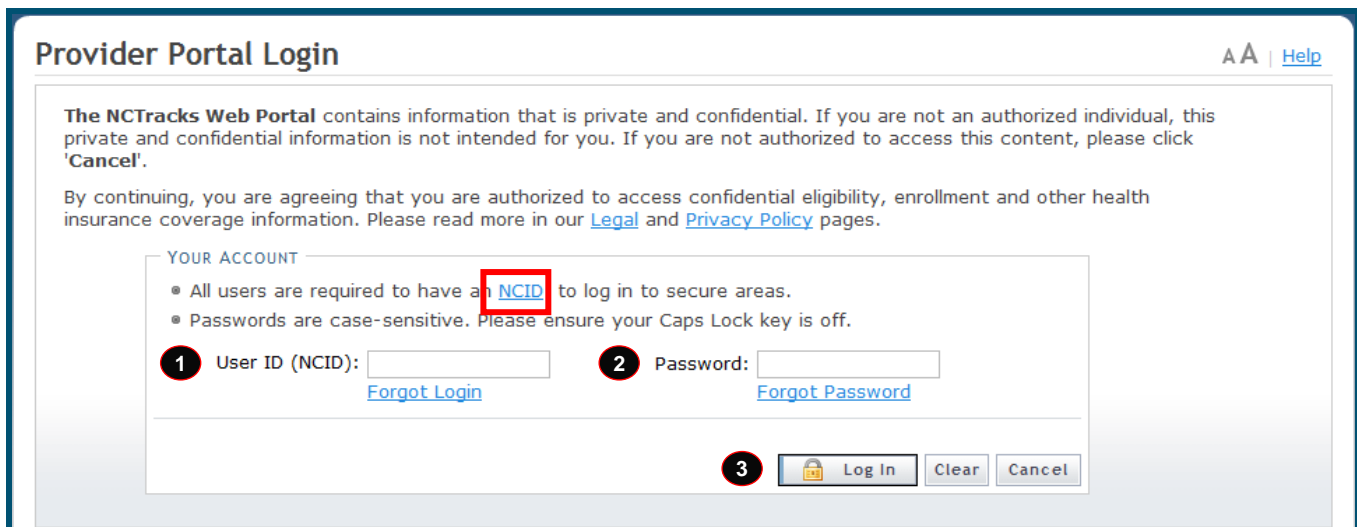 Provider Portal Login
A A | Help
The NCTracks Web Portal contains information that is private and confidential. If you are not an authorized individual, this
private and confidential information is not intended for you. If you are not authorized to access this content, please click
'Cancel'.
By continuing, you are agreeing that you are authorized to access confidential eligibility, enrollment and other health
insurance coverage information. Please read more in our Legal and Privacy Policy pages.
YOUR ACCOUNT
All users are required to have an NCID to log in to secure areas.
Passwords are case-sensitive. Please ensure your Caps Lock key is off.
1 User ID (NCID): 2 Password:
Forgot Login Forgot Password
3 Log In Clear Cancel